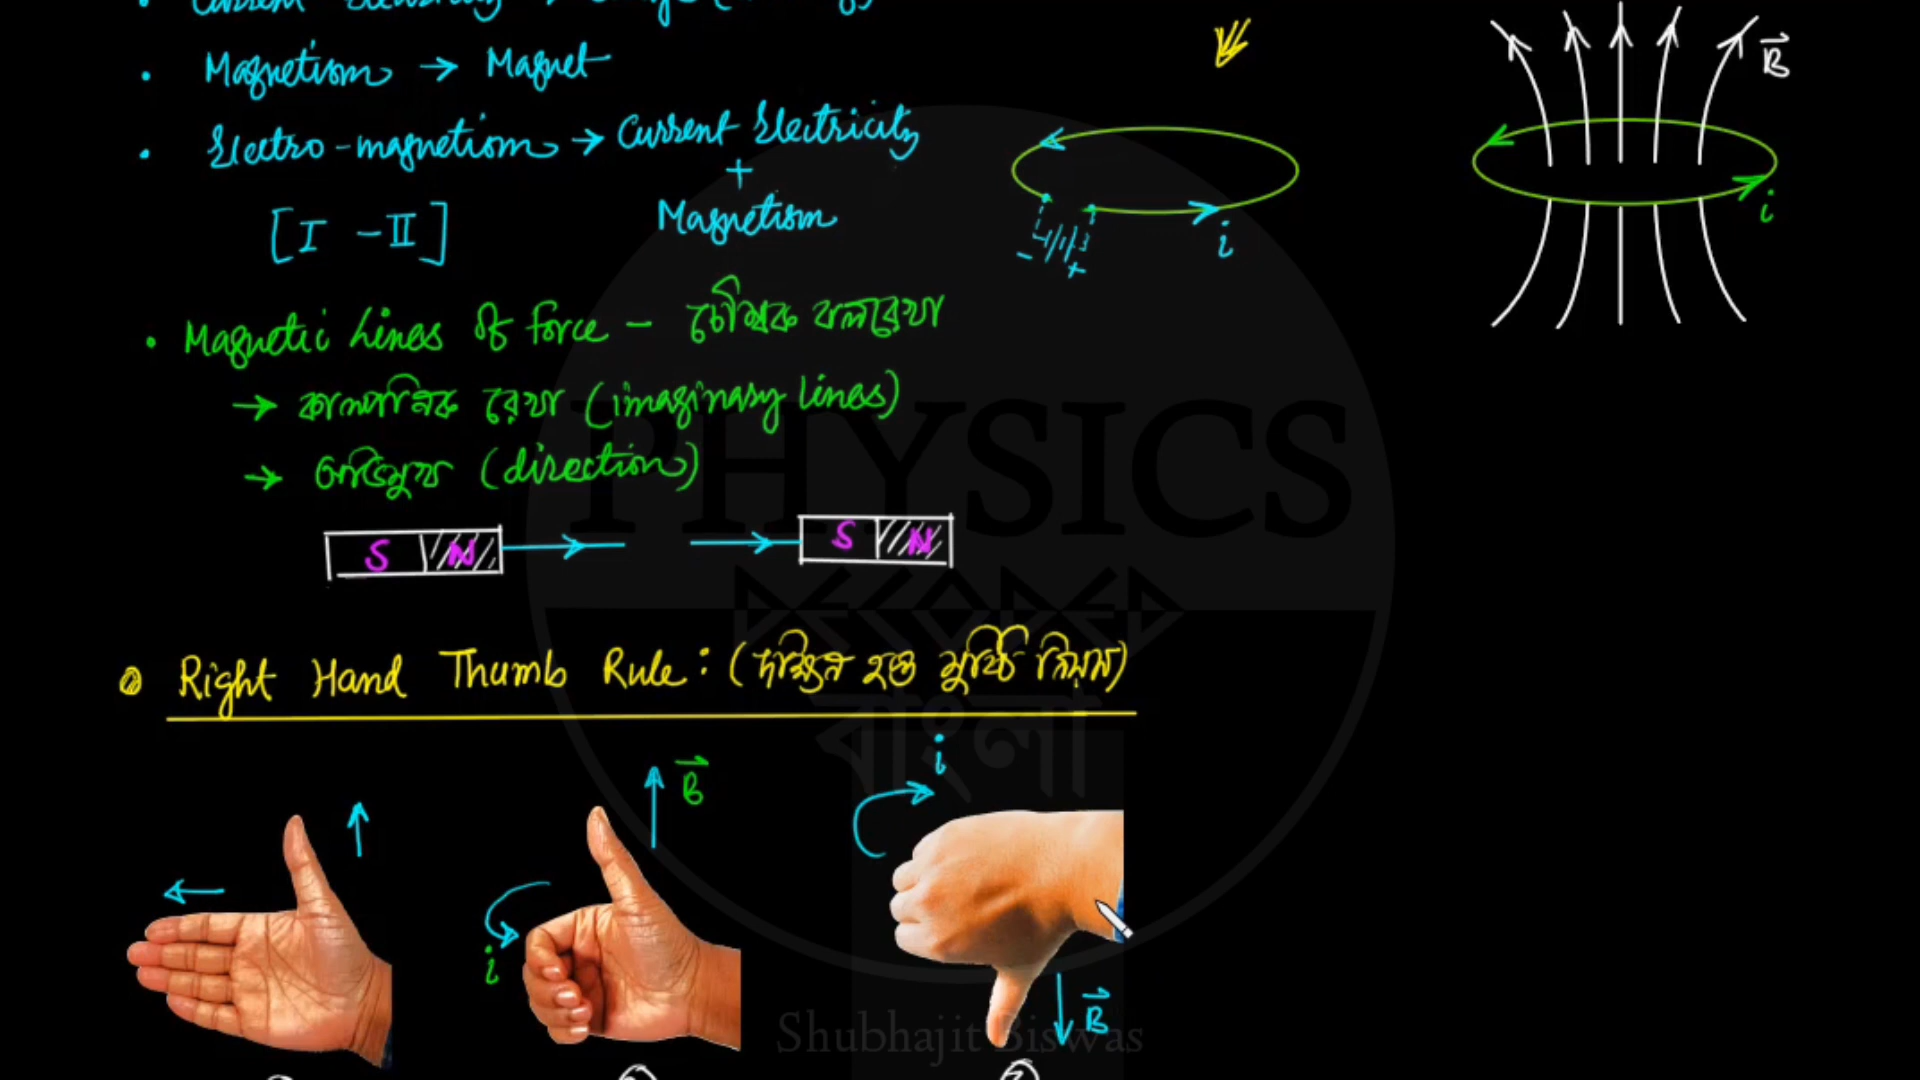 • Magnetism → Magnet
• Electro-magnetism → Current Electricity
+
Magnetism
[I - II]
• Magnetic Lines of force - চৌম্বক বলরেখা
→ কাল্পনিক রেখা (imaginary lines)
→ অভিমুখ (direction)
S N
S N
Right Hand Thumb Rule: (দক্ষিণ হস্ত মুষ্টি নিয়ম)
i
- +
B
i
B
i
i
B
PHYSICS
DECODED
বাংলা
Shubhajit Biswas